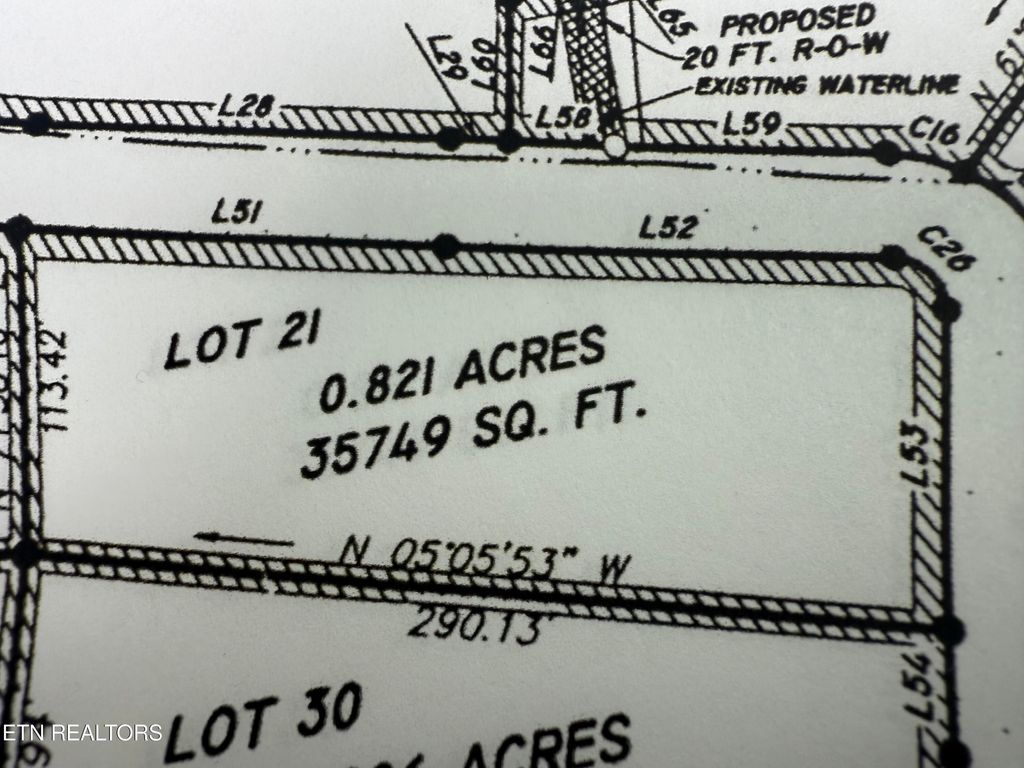 PROPOSED
20 FT. R-O-W
EXISTING WATERLINE
L29
L60
L66
L65
L28
L58
L59
C16
N 61°
L51
L52
C26
LOT 21
0.821 ACRES
35749 SQ. FT.
113.42
L53
N 05°05'53" W
290.13'
L54
LOT 30
ACRES
ETN REALTORS